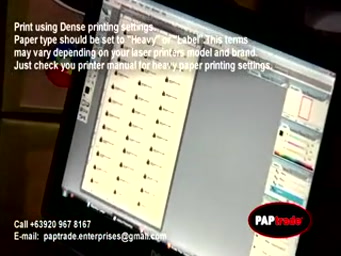 Print using Dense printing settings
Paper type should be set to "Heavy" or "Label".This terms
may vary depending on your laser printers model and brand.
Just check you printer manual for heavy paper printing settings.
PAPtrade
Call +63920 967 8167
E-mail: paptrade.enterprises@gmail.com